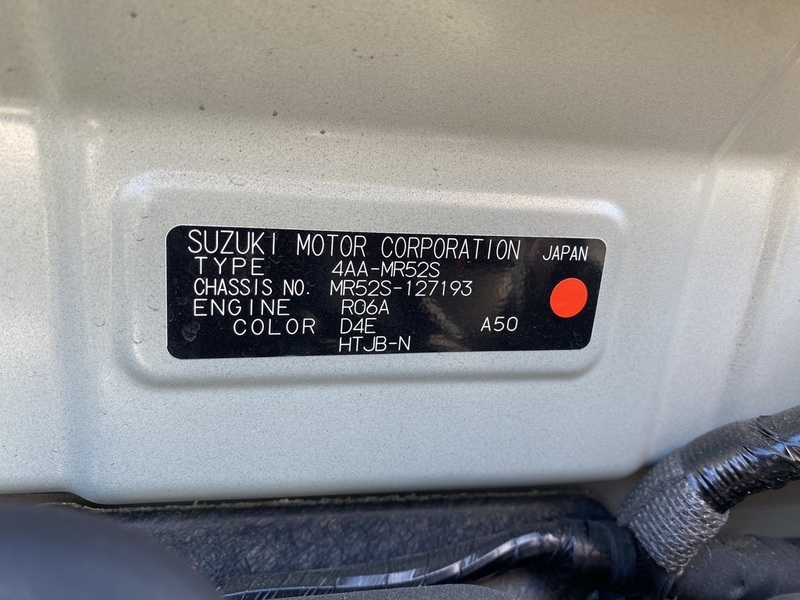 SUZUKI MOTOR CORPORATION JAPAN
TYPE 4AA-MR52S
CHASSIS NO. MR52S-127193
ENGINE R06A
COLOR D4E A50
HTJB-N